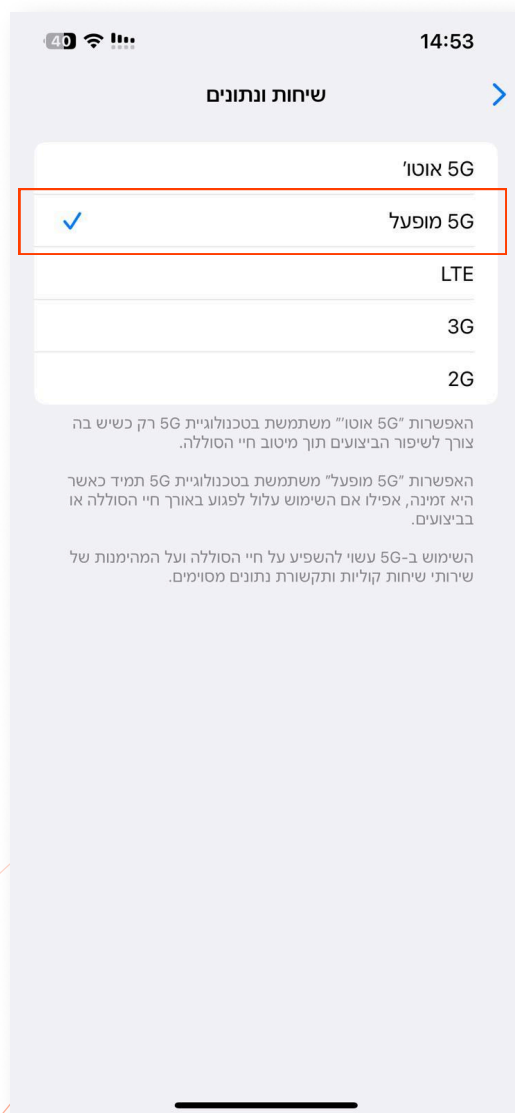 14:53
40
שיחות ונתונים
5G אוטו'
5G מופעל
LTE
3G
2G
האפשרות "5G אוטו'" משתמשת בטכנולוגיית 5G רק כשיש בה
צורך לשיפור הביצועים תוך מיטוב חיי הסוללה.
האפשרות "5G מופעל" משתמשת בטכנולוגיית 5G תמיד כאשר
היא זמינה, אפילו אם השימוש עלול לפגוע באורך חיי הסוללה או
בביצועים.
השימוש ב-5G עשוי להשפיע על חיי הסוללה ועל המהימנות של
שירותי שיחות קוליות ותקשורת נתונים מסוימים.